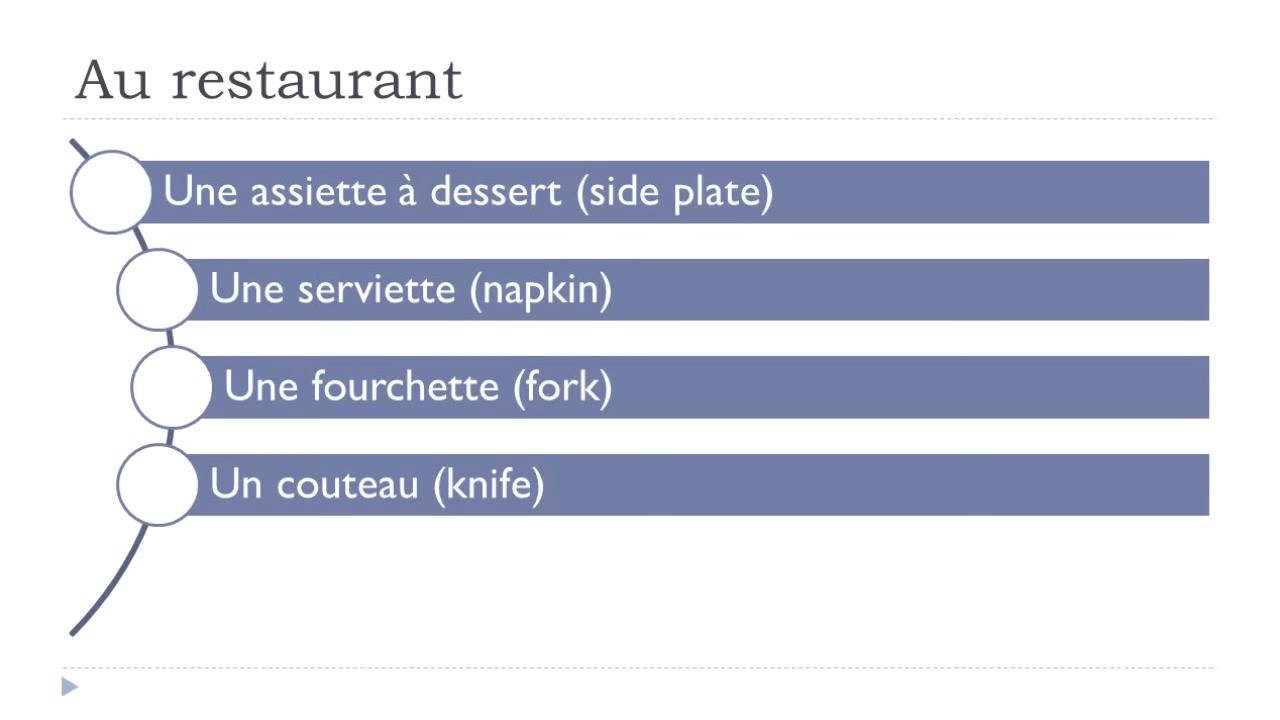 Au restaurant
Une assiette à dessert (side plate)
Une serviette (napkin)
Une fourchette (fork)
Un couteau (knife)